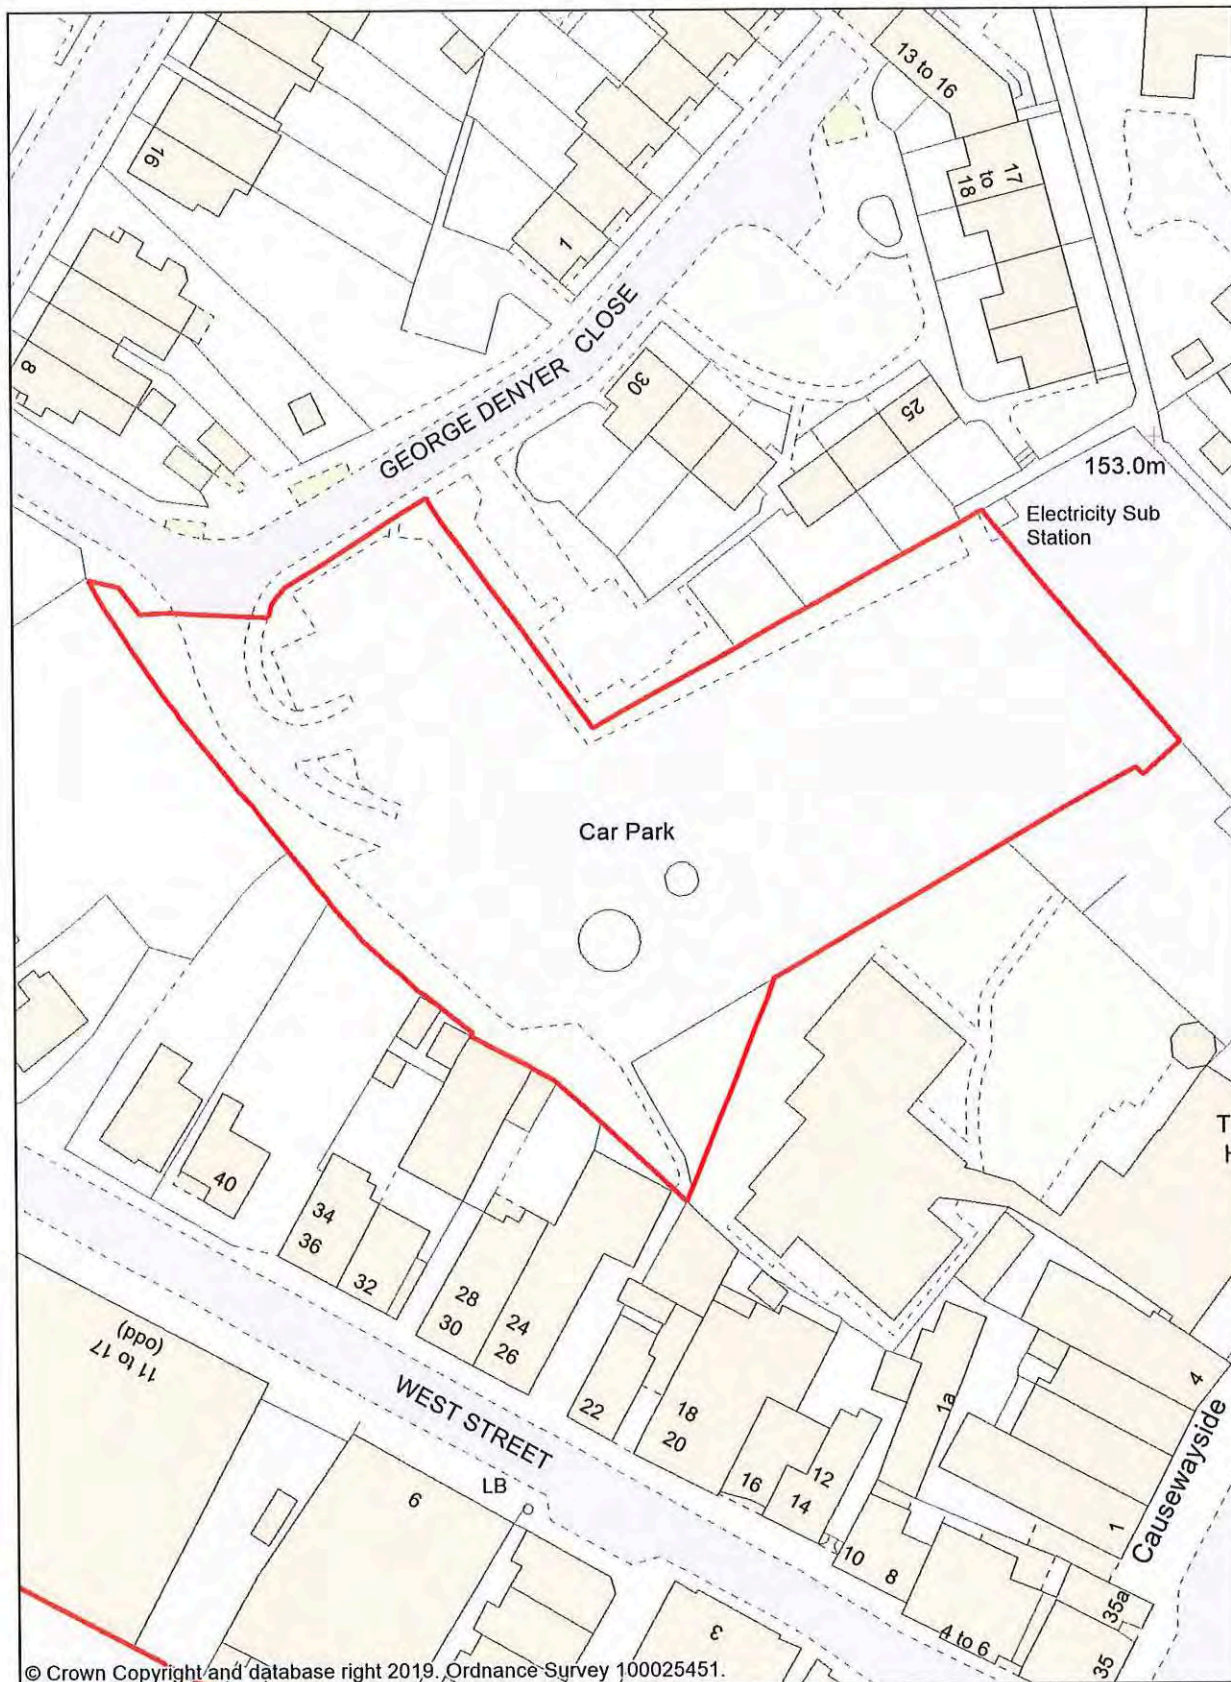 13 to 16
17
to
18
16
1
8
GEORGE DENYER CLOSE
30
25
153.0m
Electricity Sub
Station
Car Park
40
34
36
32
28
30
24
26
22
18
20
16
12
14
10
8
1a
4
1
Causewayside
4 to 6
35a
35
11 to 17
(odd)
WEST STREET
LB
6
3
T
H
© Crown Copyright and database right 2019. Ordnance Survey 100025451.